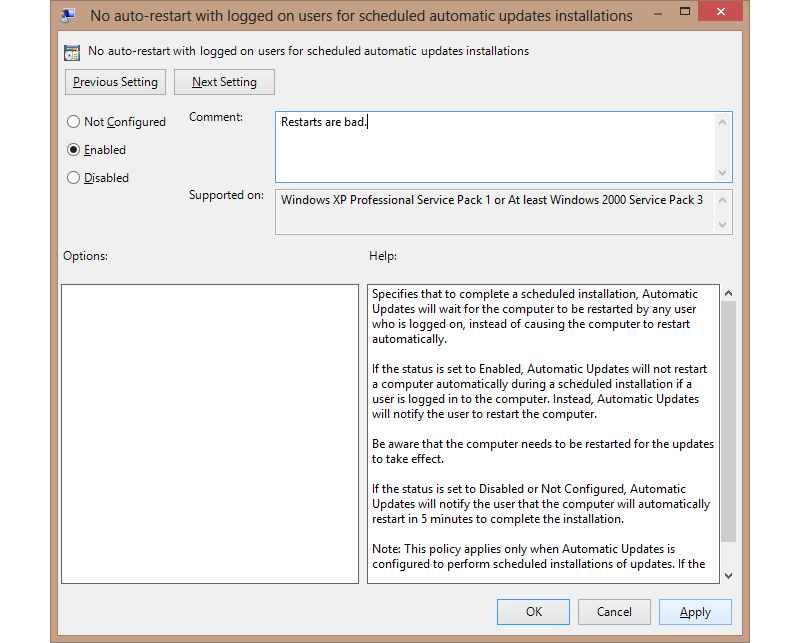 No auto-restart with logged on users for scheduled automatic updates installations
No auto-restart with logged on users for scheduled automatic updates installations
Previous Setting
Next Setting
Not Configured
Enabled
Disabled
Comment:
Restarts are bad.
Supported on:
Windows XP Professional Service Pack 1 or At least Windows 2000 Service Pack 3
Options:
Help:
Specifies that to complete a scheduled installation, Automatic
Updates will wait for the computer to be restarted by any user
who is logged on, instead of causing the computer to restart
automatically.
If the status is set to Enabled, Automatic Updates will not restart
a computer automatically during a scheduled installation if a
user is logged in to the computer. Instead, Automatic Updates
will notify the user to restart the computer.
Be aware that the computer needs to be restarted for the updates
to take effect.
If the status is set to Disabled or Not Configured, Automatic
Updates will notify the user that the computer will automatically
restart in 5 minutes to complete the installation.
Note: This policy applies only when Automatic Updates is
configured to perform scheduled installations of updates. If the
OK
Cancel
Apply